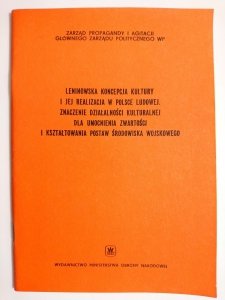 ZARZĄD PROPAGANDY I AGITACJI
GŁÓWNEGO ZARZĄDU POLITYCZNEGO WP
LENINOWSKA KONCEPCJA KULTURY
I JEJ REALIZACJA W POLSCE LUDOWEJ.
ZNACZENIE DZIAŁALNOŚCI KULTURALNEJ
DLA UMOCNIENIA ZWARTOŚCI
I KSZTAŁTOWANIA POSTAW ŚRODOWISKA WOJSKOWEGO
WYDAWNICTWO MINISTERSTWA OBRONY NARODOWEJ